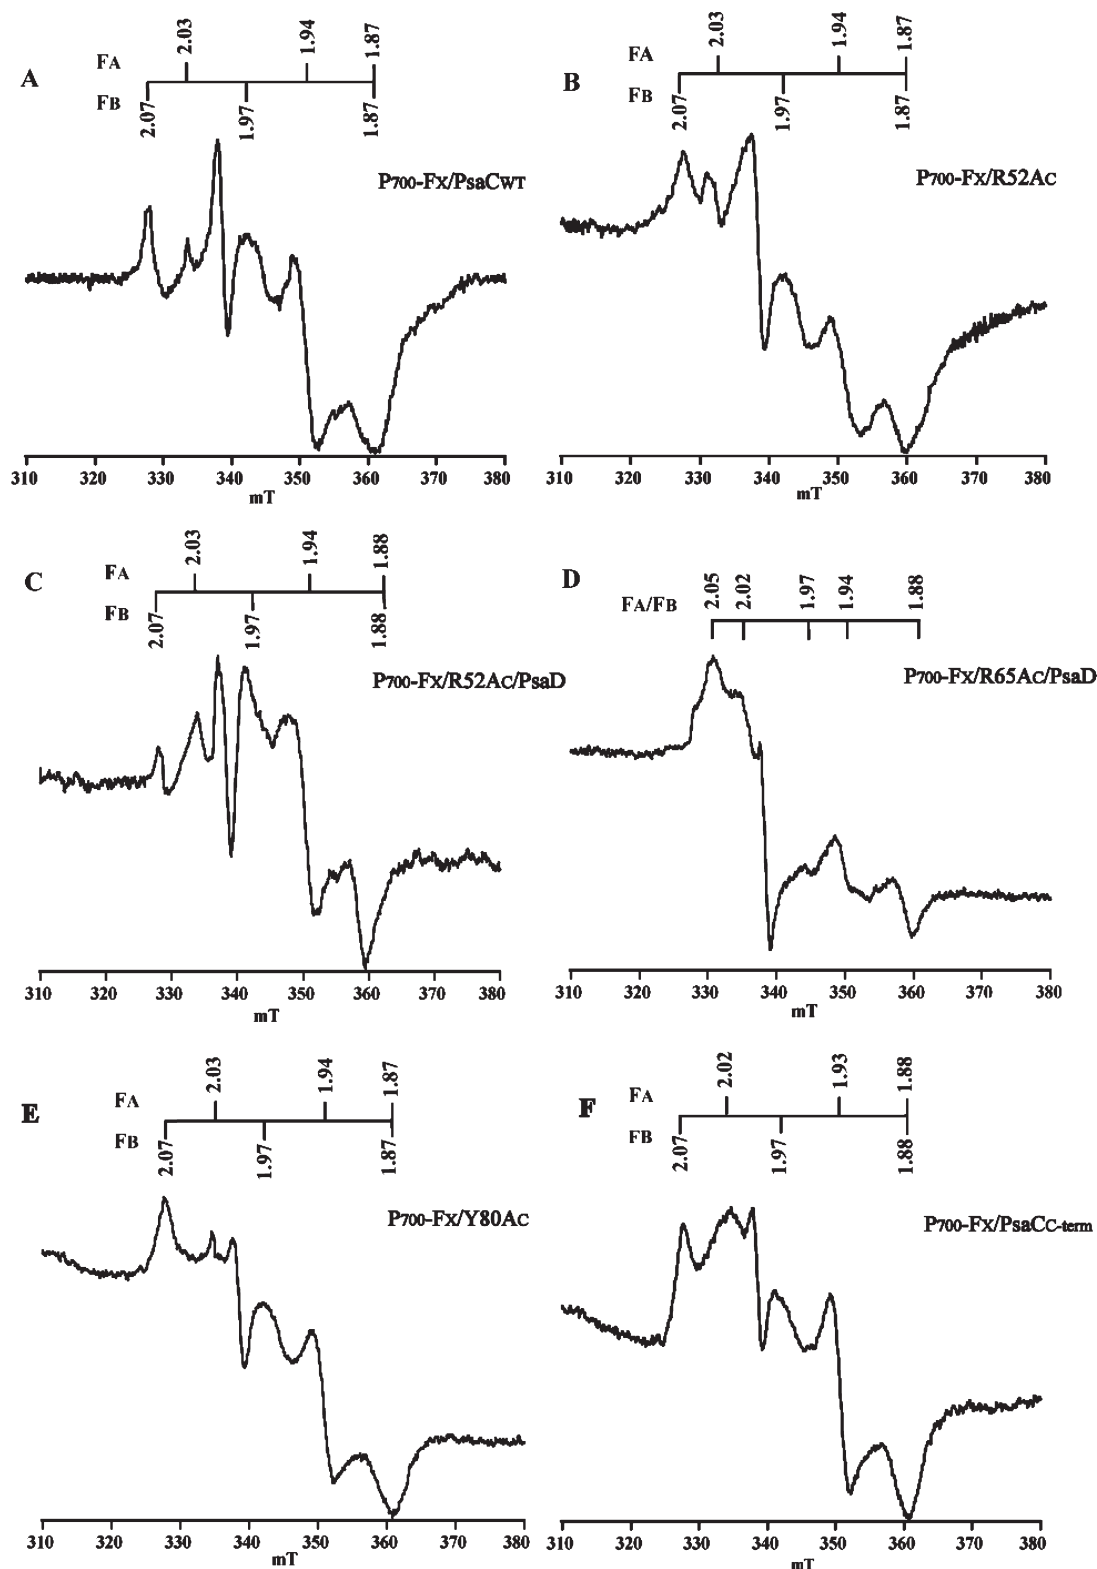 A
FA 2.03 1.94 1.87
FB 2.07 1.97 1.87
P700-FX/PsaCWT
310 320 330 340 350 360 370 380
mT
B
FA 2.03 1.94 1.87
FB 2.07 1.97 1.87
P700-FX/R52AC
310 320 330 340 350 360 370 380
mT
C
FA 2.03 1.94 1.88
FB 2.07 1.97 1.88
P700-FX/R52AC/PsaD
310 320 330 340 350 360 370 380
mT
D
FA/FB 2.05 2.02 1.97 1.94 1.88
P700-FX/R65AC/PsaD
310 320 330 340 350 360 370 380
mT
E
FA 2.03 1.94 1.87
FB 2.07 1.97 1.87
P700-FX/Y80AC
310 320 330 340 350 360 370 380
mT
F
FA 2.02 1.93 1.88
FB 2.07 1.97 1.88
P700-FX/PsaCC-term
310 320 330 340 350 360 370 380
mT